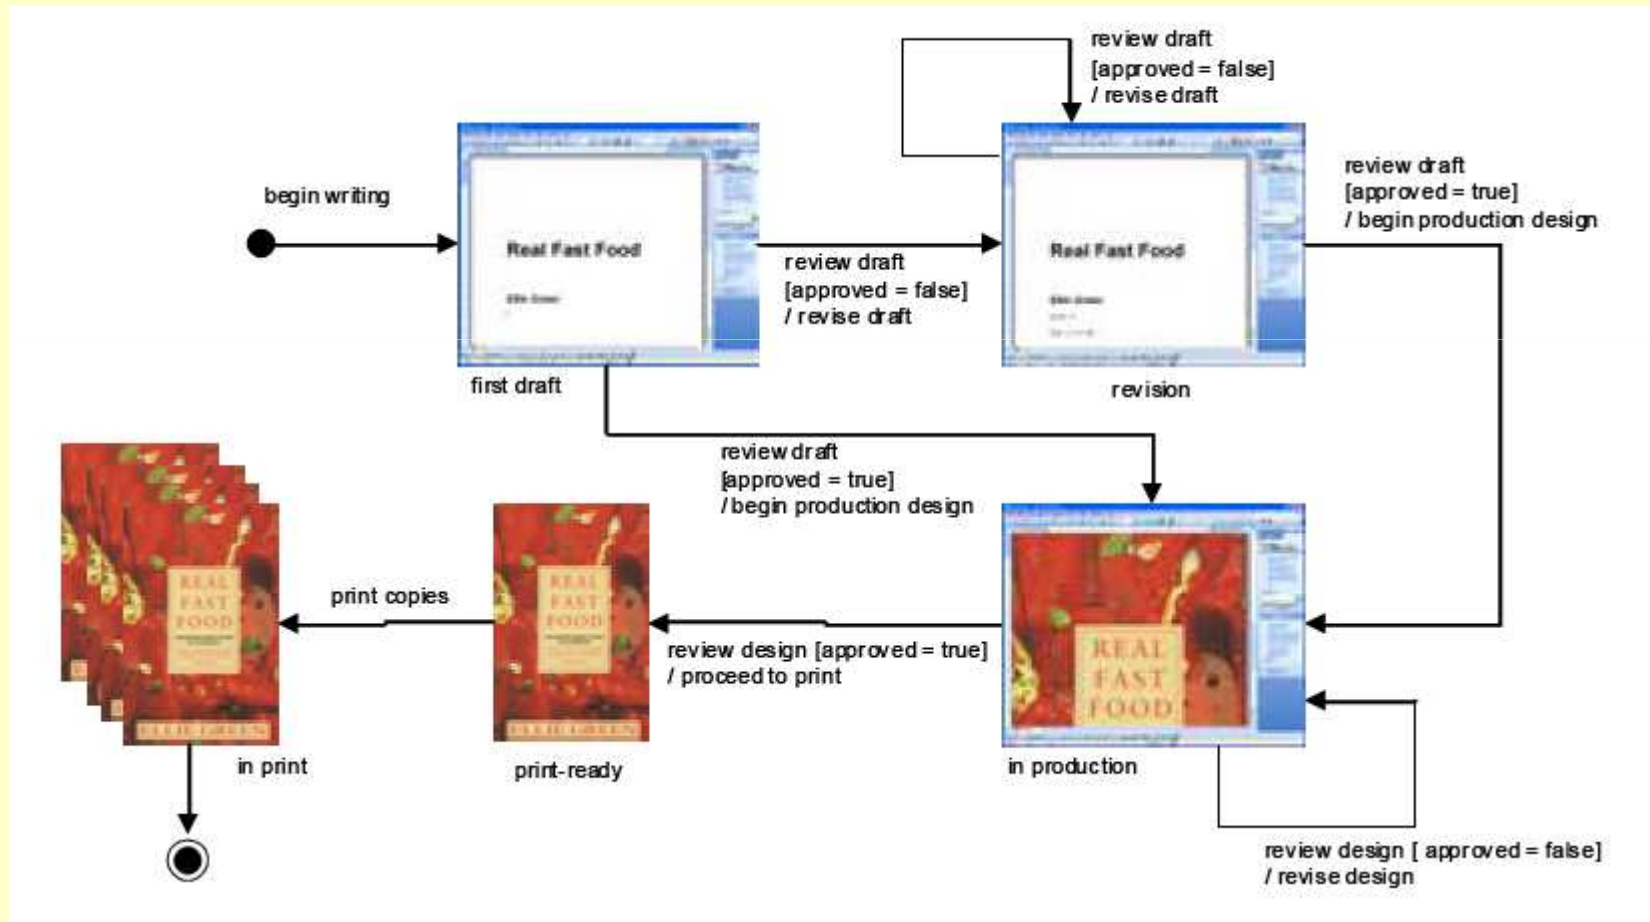 review draft
[approved = false]
/ revise draft
begin writing
review draft
[approved = true]
/ begin production design
Real Fast Food
review draft
[approved = false]
/ revise draft
Real Fast Food
first draft
revision
review draft
[approved = true]
/ begin production design
REAL
FAST
FOOD
ELLIE GREEN
in print
print copies
REAL
FAST
FOOD
ELLIE GREEN
print-ready
review design [approved = true]
/ proceed to print
REAL
FAST
FOOD
in production
review design [ approved = false]
/ revise design